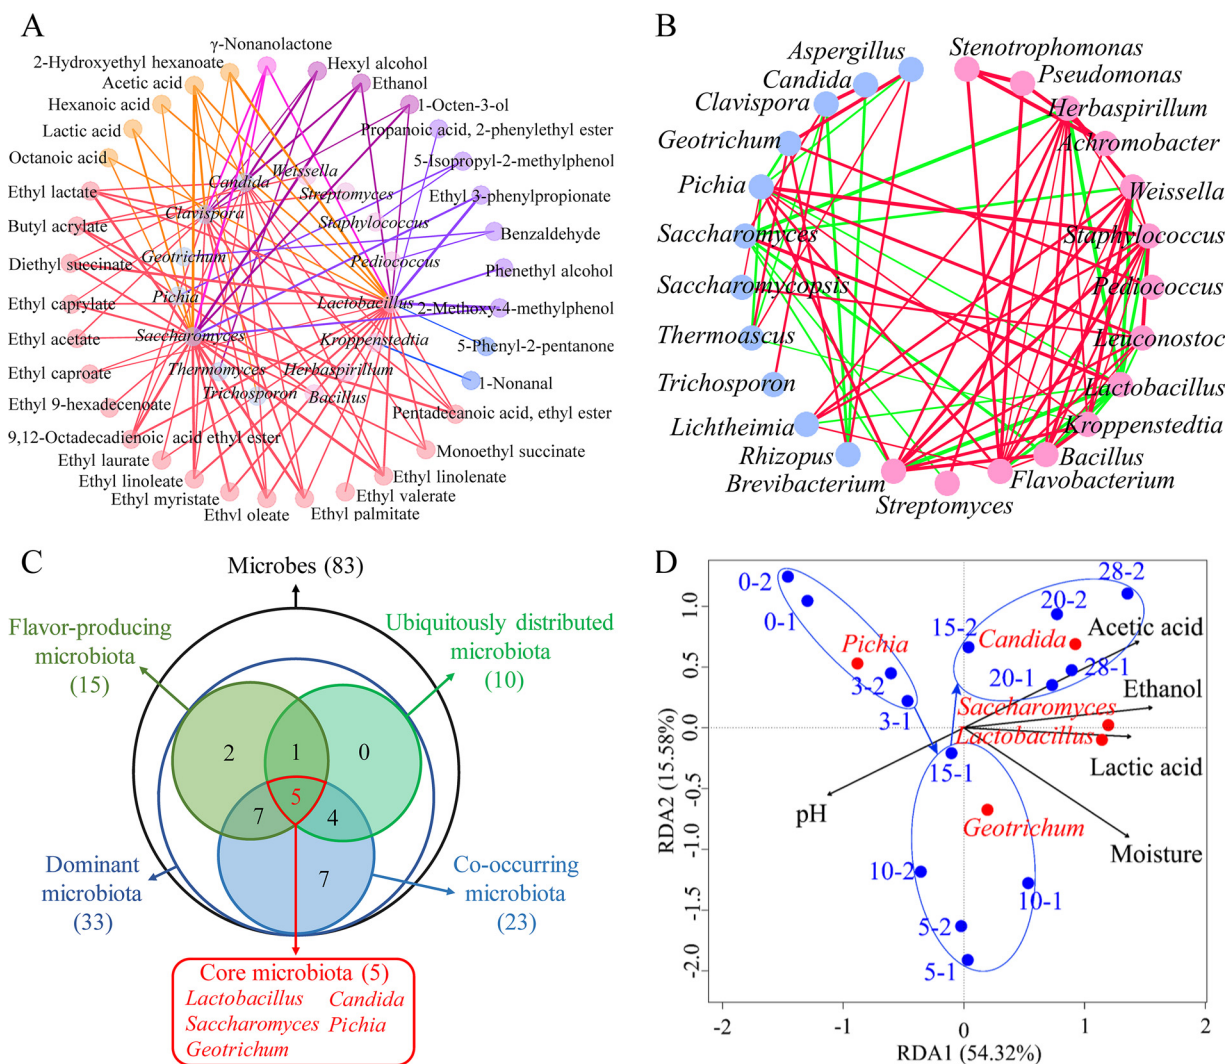 A
γ-Nonanolactone
2-Hydroxyethyl hexanoate
Hexyl alcohol
Acetic acid
Ethanol
Hexanoic acid
1-Octen-3-ol
Lactic acid
Propanoic acid, 2-phenylethyl ester
Octanoic acid
5-Isopropyl-2-methylphenol
Weissella
Candida
Streptomyces
Ethyl lactate
Ethyl 3-phenylpropionate
Clavispora
Staphylococcus
Butyl acrylate
Benzaldehyde
Geotrichum
Pediococcus
Diethyl succinate
Phenethyl alcohol
Pichia
Lactobacillus
Ethyl caprylate
2-Methoxy-4-methylphenol
Saccharomyces
Kroppenstedtia
Ethyl acetate
5-Phenyl-2-pentanone
Thermomyces
Herbaspirillum
Ethyl caproate
1-Nonanal
Trichosporon
Bacillus
Ethyl 9-hexadecenoate
Pentadecanoic acid, ethyl ester
9,12-Octadecadienoic acid ethyl ester
Monoethyl succinate
Ethyl laurate
Ethyl linoleate
Ethyl linolenate
Ethyl myristate
Ethyl valerate
Ethyl oleate
Ethyl palmitate
B
Aspergillus
Stenotrophomonas
Candida
Pseudomonas
Clavispora
Herbaspirillum
Geotrichum
Achromobacter
Pichia
Weissella
Saccharomyces
Staphylococcus
Saccharomycopsis
Pediococcus
Thermoascus
Leuconostoc
Trichosporon
Lactobacillus
Lichtheimia
Kroppenstedtia
Rhizopus
Bacillus
Brevibacterium
Flavobacterium
Streptomyces
C
Microbes (83)
Flavor-producing
microbiota
(15)
Ubiquitously distributed
microbiota
(10)
2
1
0
5
7
4
7
Dominant
microbiota
(33)
Co-occurring
microbiota
(23)
Core microbiota (5)
Lactobacillus Candida
Saccharomyces Pichia
Geotrichum
D
RDA2 (15.58%)
1.0
0.5
0.0
-0.5
-1.0
-1.5
-2.0
0-2
0-1
Pichia
3-2
3-1
28-2
20-2
15-2
Candida
Acetic acid
20-1
28-1
Ethanol
Saccharomyces
Lactobacillus
15-1
Lactic acid
pH
Geotrichum
Moisture
10-2
10-1
5-2
5-1
-2
-1
0
1
2
RDA1 (54.32%)